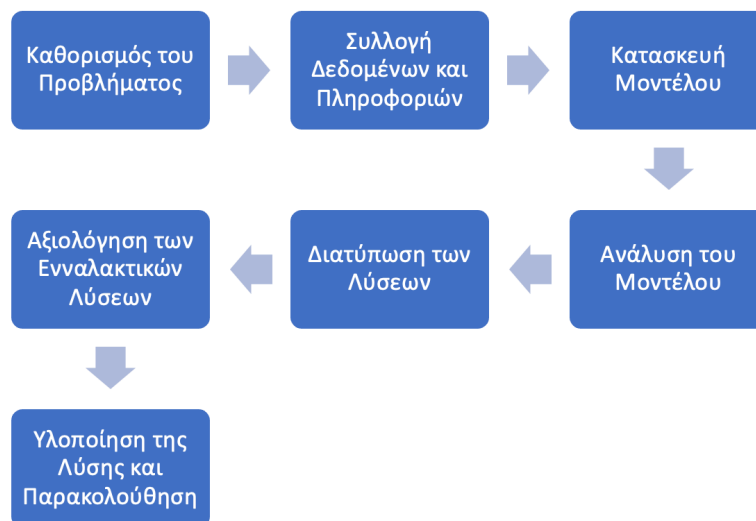 Καθορισμός του
Προβλήματος
Συλλογή
Δεδομένων και
Πληροφοριών
Κατασκευή
Μοντέλου
Ανάλυση του
Μοντέλου
Διατύπωση των
Λύσεων
Αξιολόγηση των
Ενναλακτικών
Λύσεων
Υλοποίηση της
Λύσης και
Παρακολούθηση